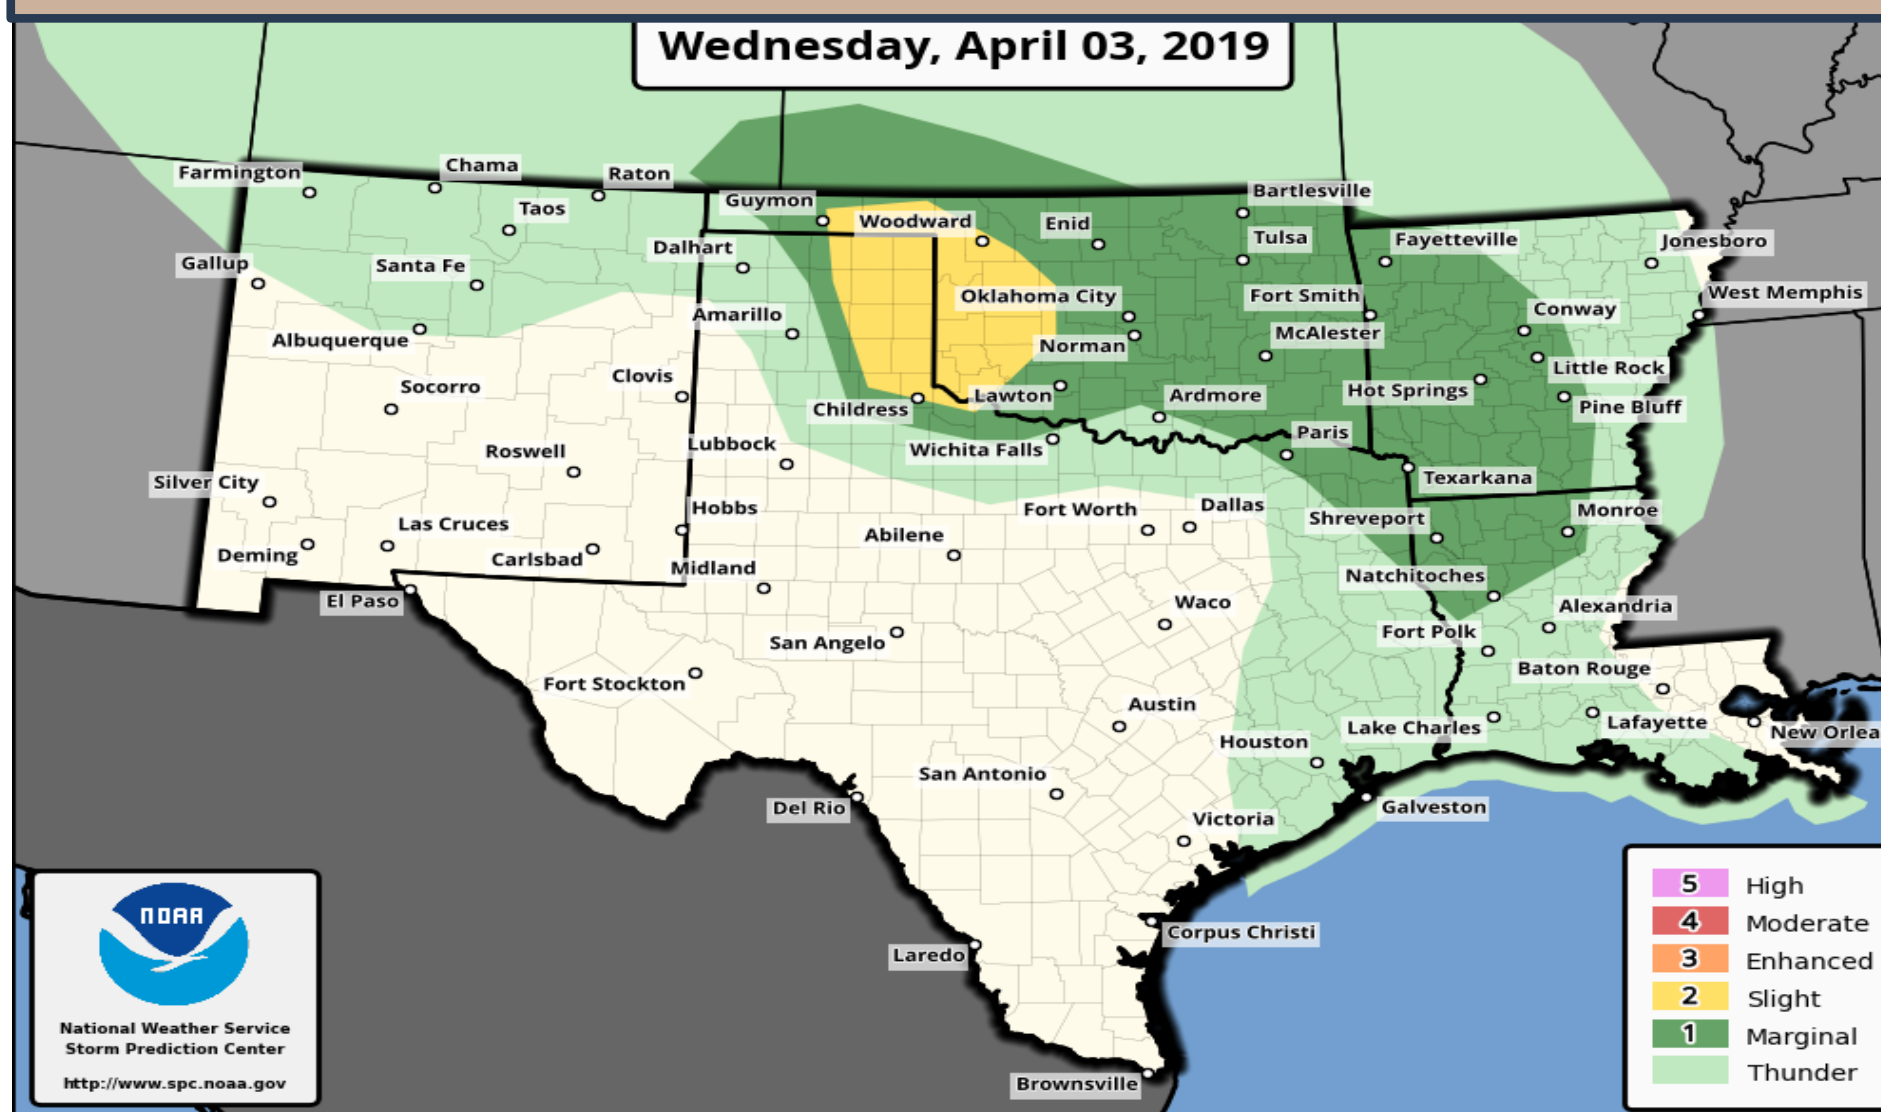 Wednesday, April 03, 2019
Farmington
Chama
Raton
Taos
Guymon
Woodward
Enid
Bartlesville
Tulsa
Fayetteville
Jonesboro
Dalhart
Gallup
Santa Fe
Oklahoma City
Fort Smith
West Memphis
Conway
Amarillo
Albuquerque
Norman
McAlester
Little Rock
Socorro
Clovis
Childress
Lawton
Ardmore
Hot Springs
Pine Bluff
Roswell
Lubbock
Wichita Falls
Paris
Texarkana
Silver City
Las Cruces
Hobbs
Fort Worth
Dallas
Shreveport
Monroe
Deming
Carlsbad
Midland
Abilene
Natchitoches
El Paso
Waco
Alexandria
San Angelo
Fort Polk
Fort Stockton
Baton Rouge
Austin
Lake Charles
Lafayette
New Orlea
Houston
San Antonio
Del Rio
Galveston
Victoria
Corpus Christi
Laredo
Brownsville
NOAA
National Weather Service
Storm Prediction Center
http://www.spc.noaa.gov
5 High
4 Moderate
3 Enhanced
2 Slight
1 Marginal
Thunder